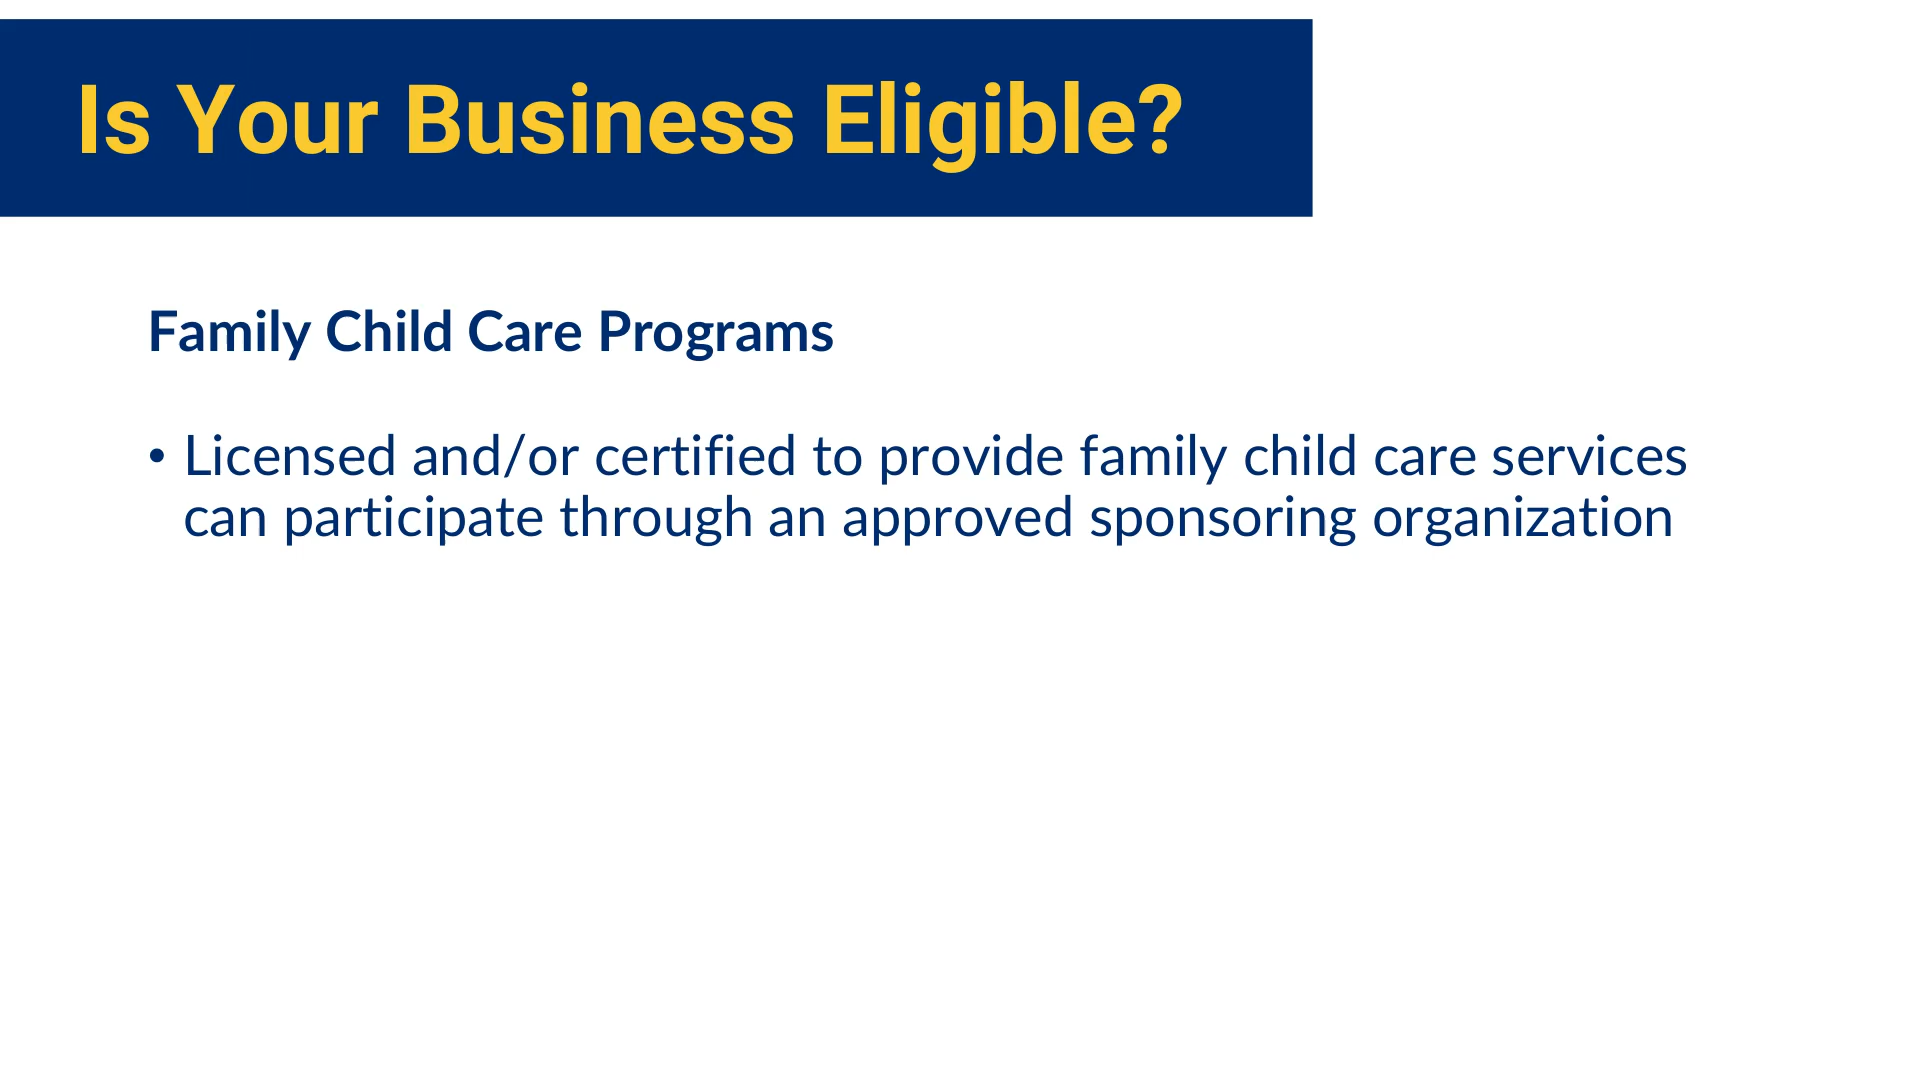 Is Your Business Eligible?
Family Child Care Programs
• Licensed and/or certified to provide family child care services
can participate through an approved sponsoring organization